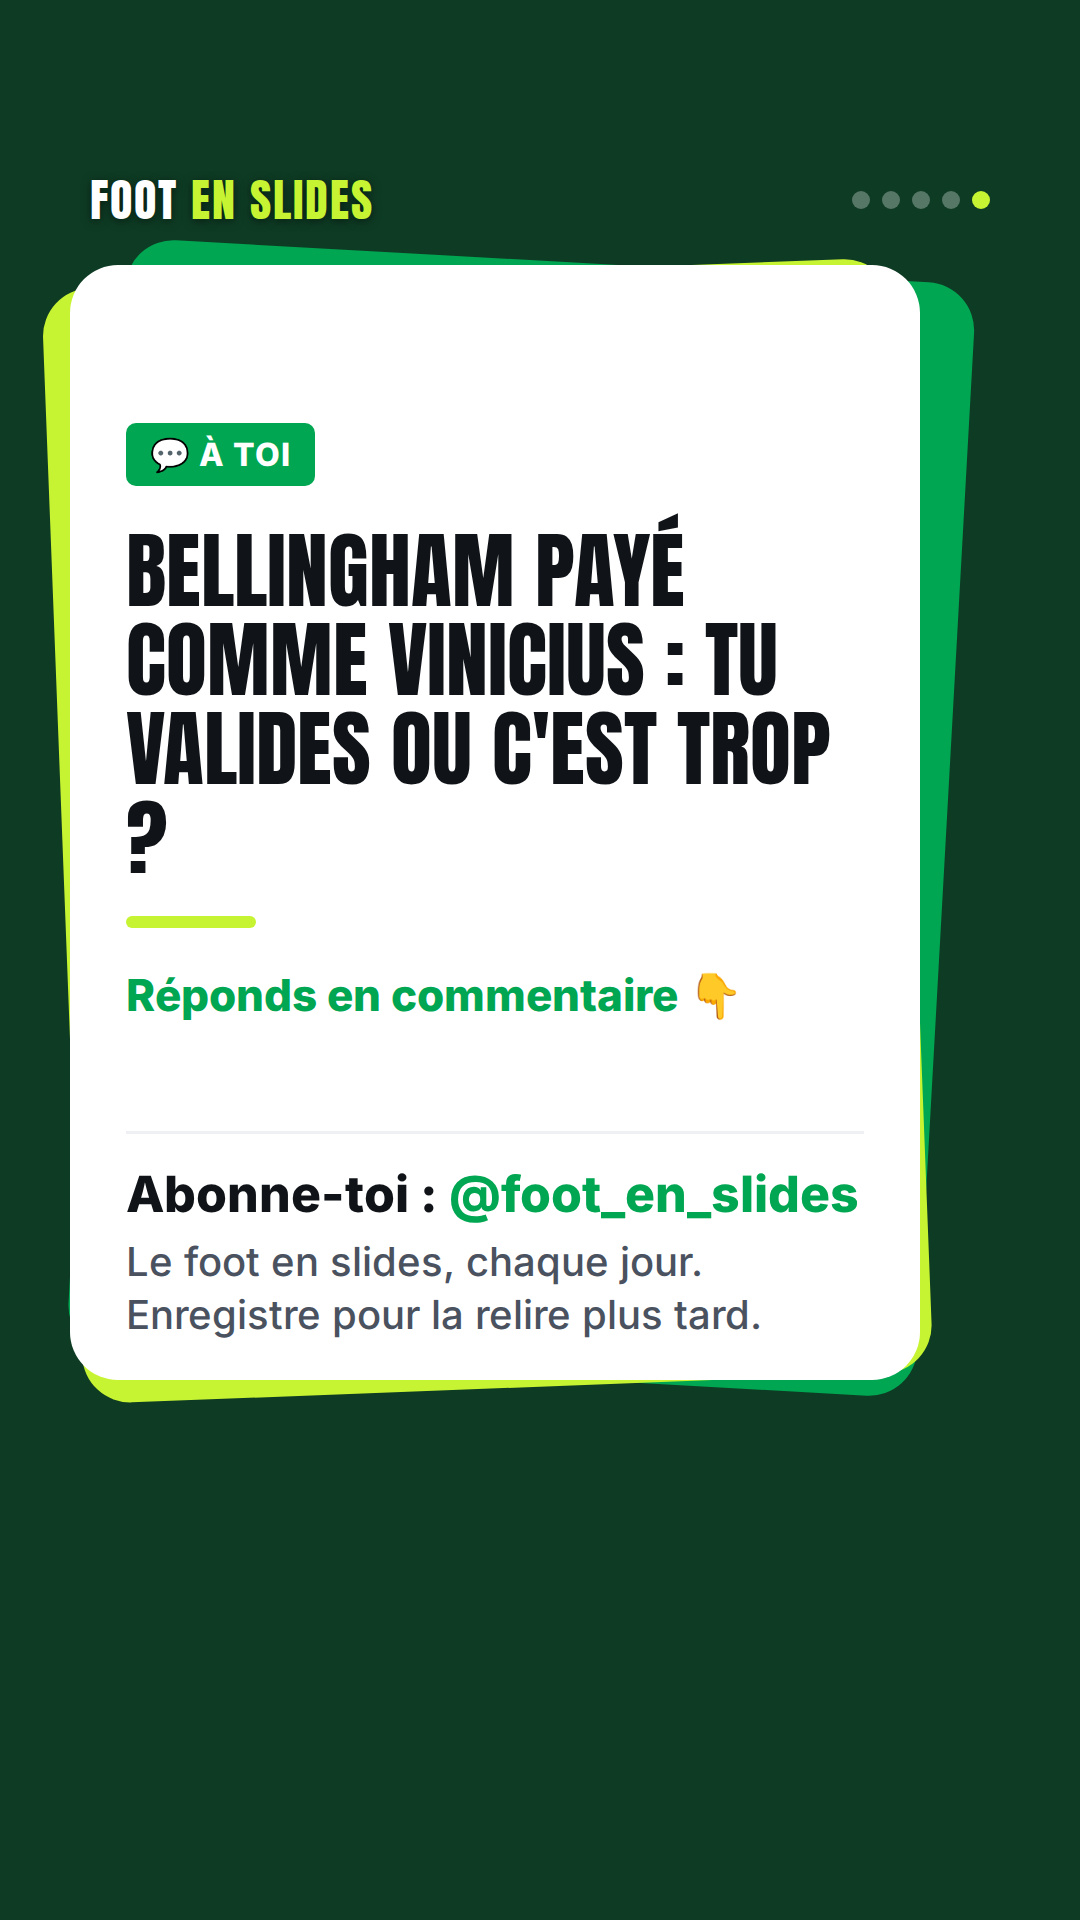 FOOT EN SLIDES
💬 À TOI
BELLINGHAM PAYÉ
COMME VINICIUS : TU
VALIDES OU C'EST TROP
?
Réponds en commentaire 👇
Abonne-toi : @foot_en_slides
Le foot en slides, chaque jour.
Enregistre pour la relire plus tard.